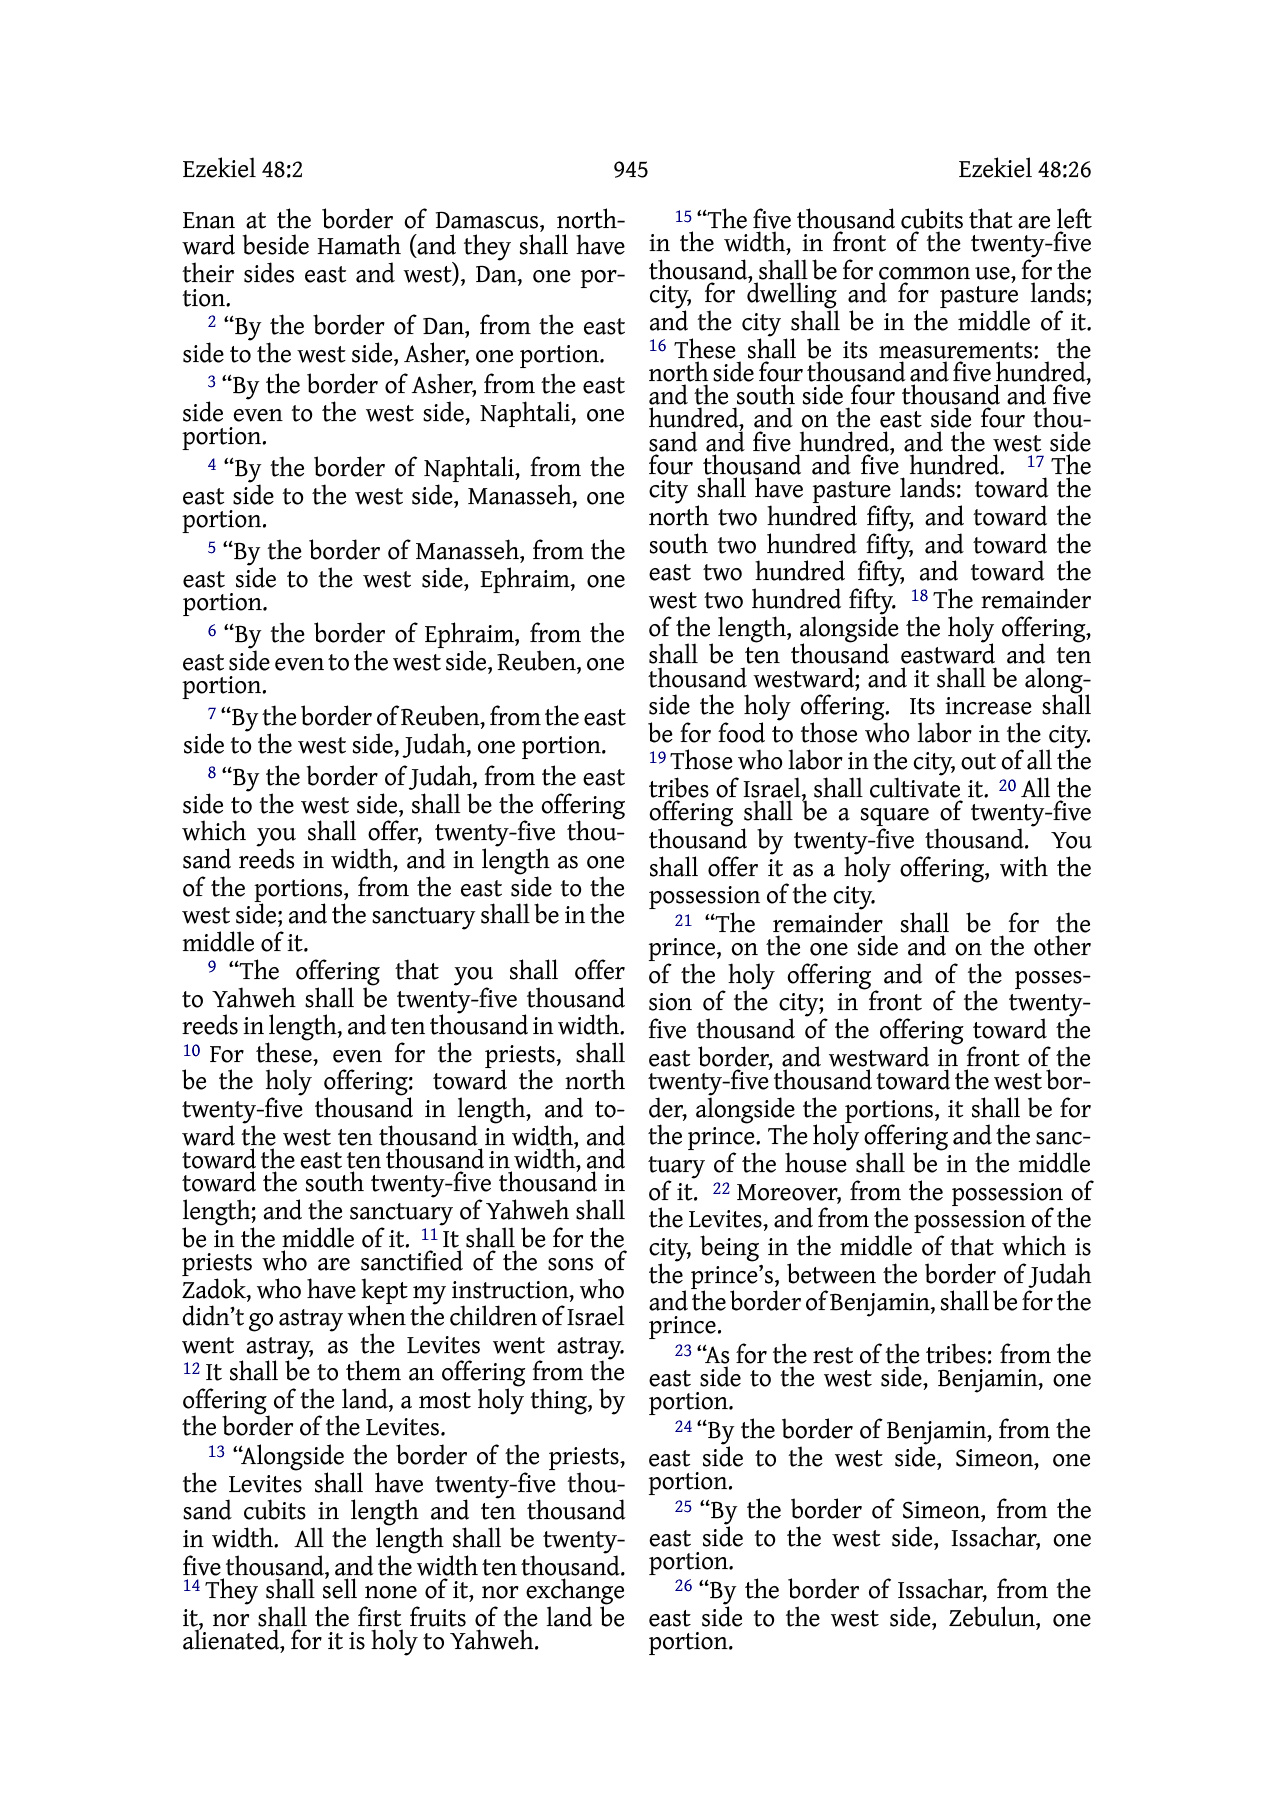 Ezekiel 48:2 945 Ezekiel 48:26
Enan at the border of Damascus, north-
ward beside Hamath (and they shall have
their sides east and west), Dan, one por-
tion.
2 “By the border of Dan, from the east
side to the west side, Asher, one portion.
3 “By the border of Asher, from the east
side even to the west side, Naphtali, one
portion.
4 “By the border of Naphtali, from the
east side to the west side, Manasseh, one
portion.
5 “By the border of Manasseh, from the
east side to the west side, Ephraim, one
portion.
6 “By the border of Ephraim, from the
east side even to the west side, Reuben, one
portion.
7 “By the border of Reuben, from the east
side to the west side, Judah, one portion.
8 “By the border of Judah, from the east
side to the west side, shall be the offering
which you shall offer, twenty-five thou-
sand reeds in width, and in length as one
of the portions, from the east side to the
west side; and the sanctuary shall be in the
middle of it.
9 “The offering that you shall offer
to Yahweh shall be twenty-five thousand
reeds in length, and ten thousand in width.
10 For these, even for the priests, shall
be the holy offering: toward the north
twenty-five thousand in length, and to-
ward the west ten thousand in width, and
toward the east ten thousand in width, and
toward the south twenty-five thousand in
length; and the sanctuary of Yahweh shall
be in the middle of it. 11 It shall be for the
priests who are sanctified of the sons of
Zadok, who have kept my instruction, who
didn’t go astray when the children of Israel
went astray, as the Levites went astray.
12 It shall be to them an offering from the
offering of the land, a most holy thing, by
the border of the Levites.
13 “Alongside the border of the priests,
the Levites shall have twenty-five thou-
sand cubits in length and ten thousand
in width. All the length shall be twenty-
five thousand, and the width ten thousand.
14 They shall sell none of it, nor exchange
it, nor shall the first fruits of the land be
alienated, for it is holy to Yahweh.
15 “The five thousand cubits that are left
in the width, in front of the twenty-five
thousand, shall be for common use, for the
city, for dwelling and for pasture lands;
and the city shall be in the middle of it.
16 These shall be its measurements: the
north side four thousand and five hundred,
and the south side four thousand and five
hundred, and on the east side four thou-
sand and five hundred, and the west side
four thousand and five hundred. 17 The
city shall have pasture lands: toward the
north two hundred fifty, and toward the
south two hundred fifty, and toward the
east two hundred fifty, and toward the
west two hundred fifty. 18 The remainder
of the length, alongside the holy offering,
shall be ten thousand eastward and ten
thousand westward; and it shall be along-
side the holy offering. Its increase shall
be for food to those who labor in the city.
19 Those who labor in the city, out of all the
tribes of Israel, shall cultivate it. 20 All the
offering shall be a square of twenty-five
thousand by twenty-five thousand. You
shall offer it as a holy offering, with the
possession of the city.
21 “The remainder shall be for the
prince, on the one side and on the other
of the holy offering and of the posses-
sion of the city; in front of the twenty-
five thousand of the offering toward the
east border, and westward in front of the
twenty-five thousand toward the west bor-
der, alongside the portions, it shall be for
the prince. The holy offering and the sanc-
tuary of the house shall be in the middle
of it. 22 Moreover, from the possession of
the Levites, and from the possession of the
city, being in the middle of that which is
the prince’s, between the border of Judah
and the border of Benjamin, shall be for the
prince.
23 “As for the rest of the tribes: from the
east side to the west side, Benjamin, one
portion.
24 “By the border of Benjamin, from the
east side to the west side, Simeon, one
portion.
25 “By the border of Simeon, from the
east side to the west side, Issachar, one
portion.
26 “By the border of Issachar, from the
east side to the west side, Zebulun, one
portion.